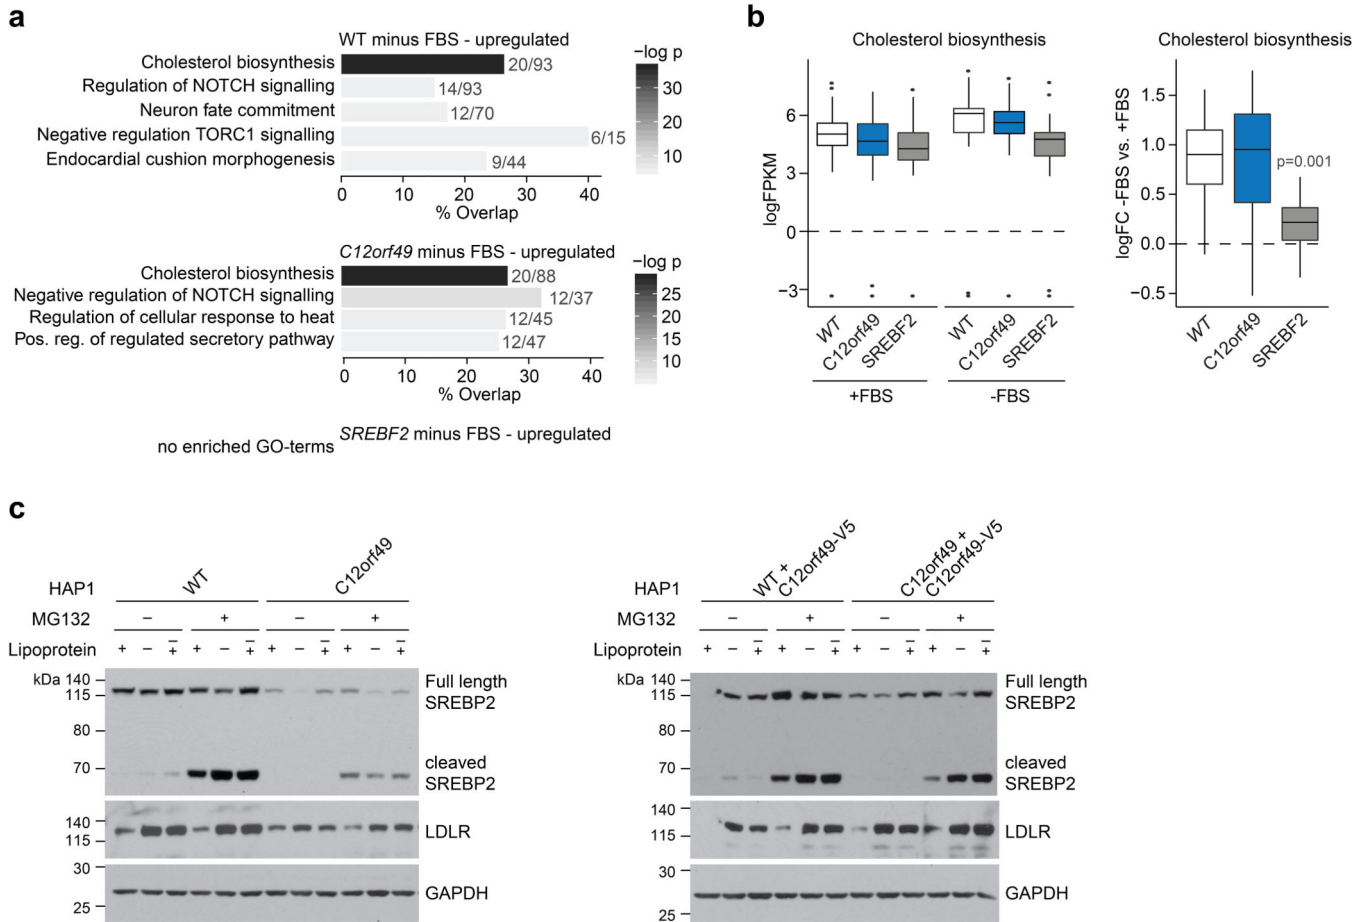 a
WT minus FBS - upregulated
Cholesterol biosynthesis 20/93
Regulation of NOTCH signalling 14/93
Neuron fate commitment 12/70
Negative regulation TORC1 signalling 6/15
Endocardial cushion morphogenesis 9/44
0 10 20 30 40
% Overlap
−log p
30
20
10
C12orf49 minus FBS - upregulated
Cholesterol biosynthesis 20/88
Negative regulation of NOTCH signalling 12/37
Regulation of cellular response to heat 12/45
Pos. reg. of regulated secretory pathway 12/47
0 10 20 30 40
% Overlap
−log p
25
20
15
10
SREBF2 minus FBS - upregulated
no enriched GO-terms
b
Cholesterol biosynthesis
logFPKM
6
3
0
−3
WT C12orf49 SREBF2 WT C12orf49 SREBF2
+FBS -FBS
Cholesterol biosynthesis
logFC -FBS vs. +FBS
1.5
1.0
0.5
0.0
−0.5
p=0.001
WT C12orf49 SREBF2
c
HAP1 WT C12orf49
MG132 − + − +
Lipoprotein + − −/+ + − −/+ + − −/+ + − −/+
kDa 140
115
80
70
Full length
SREBP2
cleaved
SREBP2
140
115
LDLR
30
25
GAPDH
HAP1 WT + C12orf49-V5 C12orf49 + C12orf49-V5
MG132 − + − +
Lipoprotein + − −/+ + − −/+ + − −/+ + − −/+
kDa 140
115
80
70
Full length
SREBP2
cleaved
SREBP2
140
115
LDLR
30
25
GAPDH